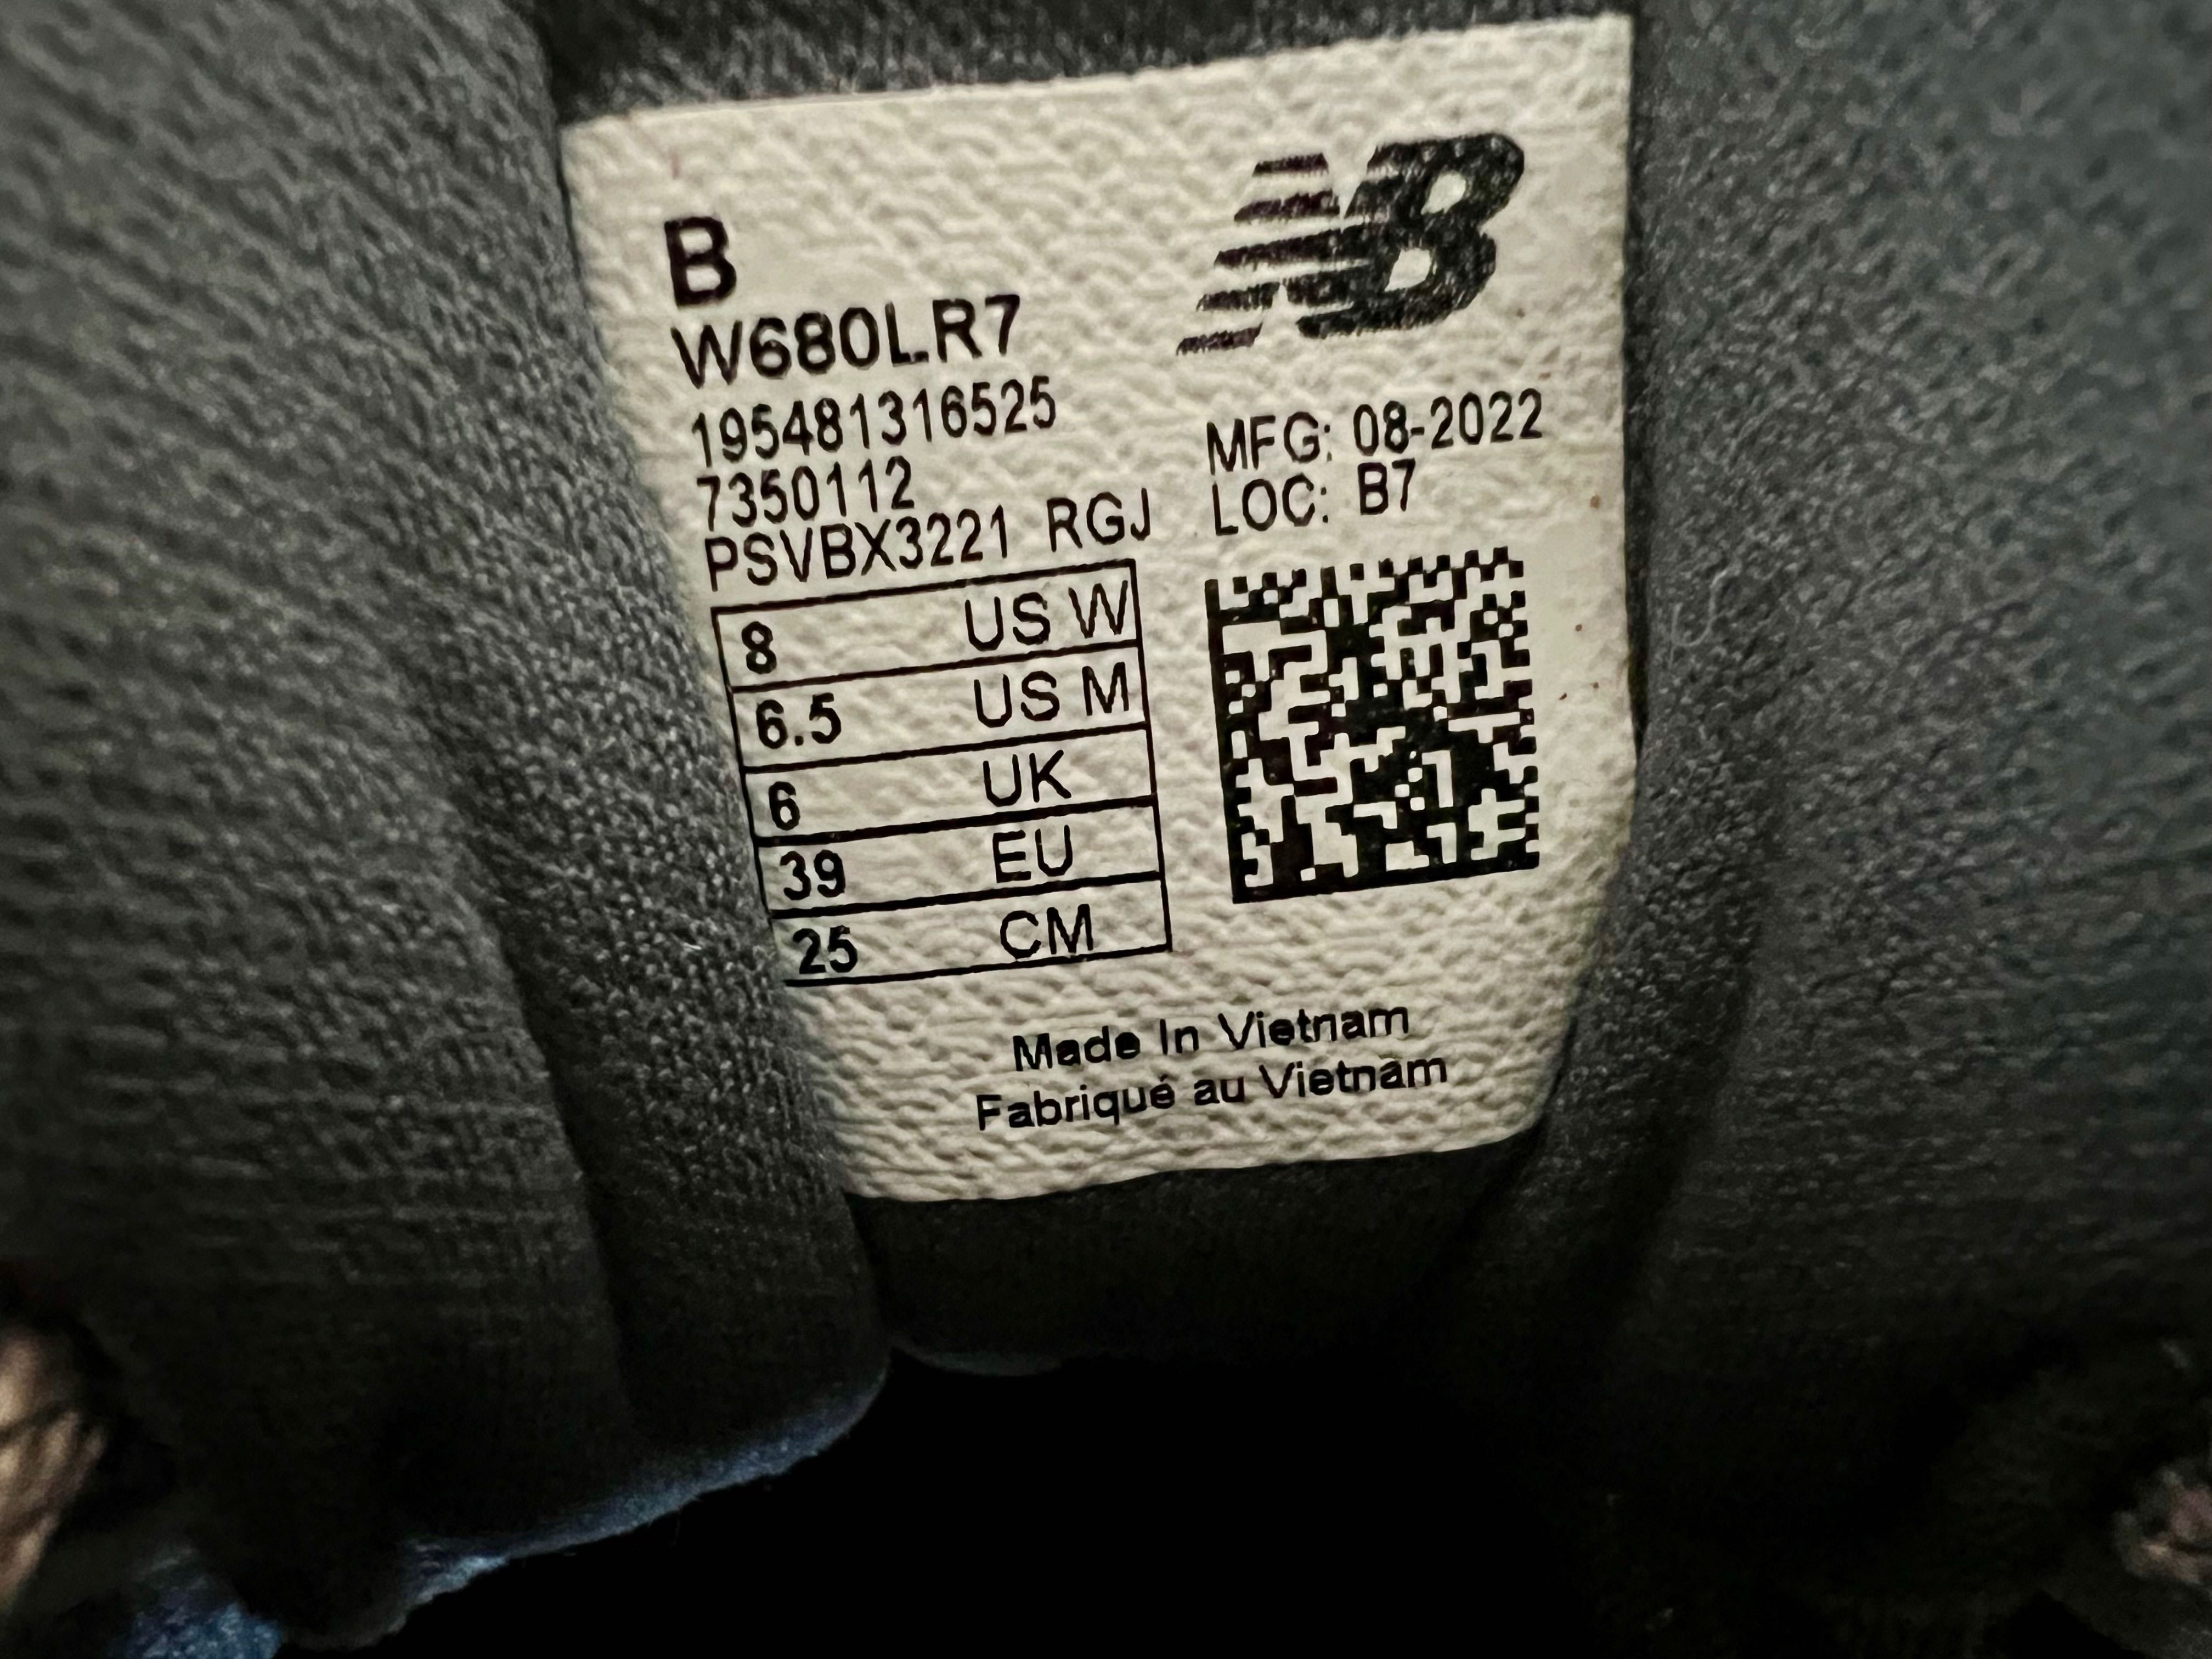 B
NB
W680LR7
195481316525
7350112
PSVBX3221 RGJ
MFG: 08-2022
LOC: B7
8 US W
6.5 US M
6 UK
39 EU
25 CM
Made In Vietnam
Fabriqué au Vietnam